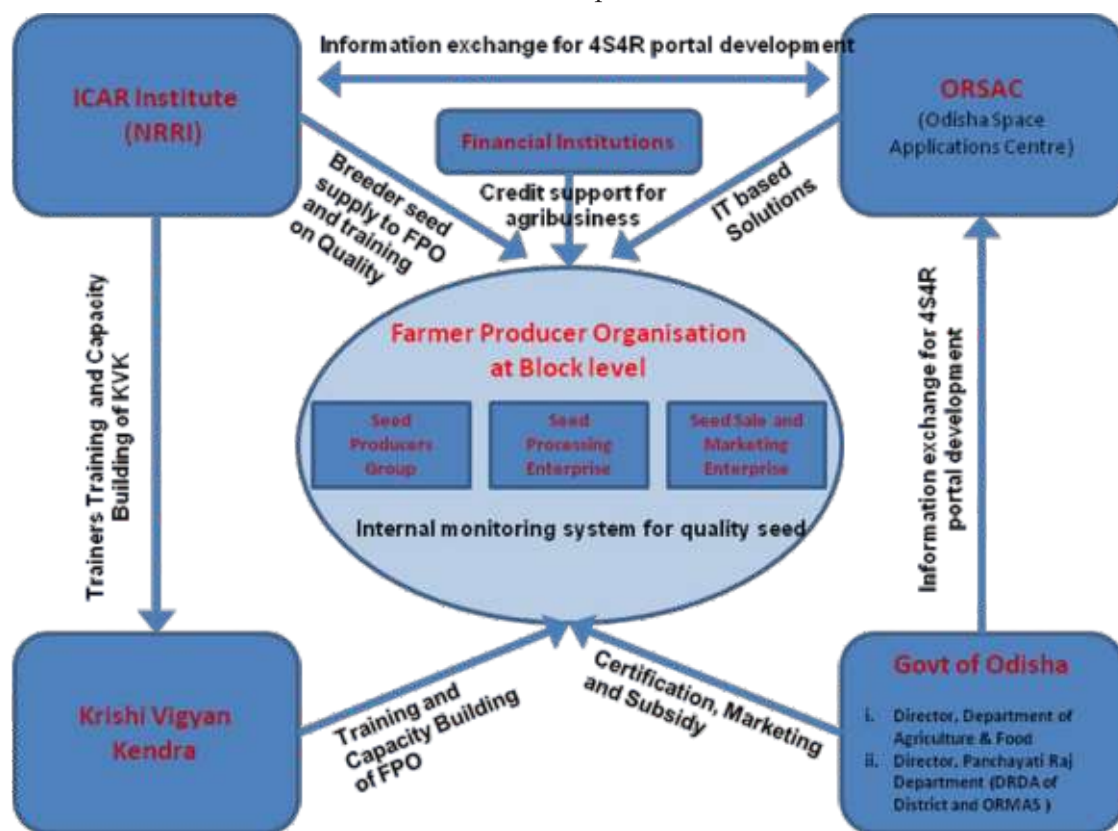 Information exchange for 4S4R portal development
ICAR Institute
(NRRI)
ORSAC
(Odisha Space
Applications Centre)
Financial Institutions
Breeder seed
supply to FPO
and training
on Quality
Credit support for
agribusiness
IT based
Solutions
Trainers Training and Capacity
Building of KVK
Farmer Producer Organisation
at Block level
Seed
Producers
Group
Seed
Processing
Enterprise
Seed Sale and
Marketing
Enterprise
Internal monitoring system for quality seed
Information exchange for 4S4R
portal development
Krishi Vigyan
Kendra
Training and
Capacity Building
of FPO
Certification, Marketing
and Subsidy
Govt of Odisha
i. Director, Department of
Agriculture & Food
ii. Director, Panchayati Raj
Department (DRDA of
District and ORMAS )